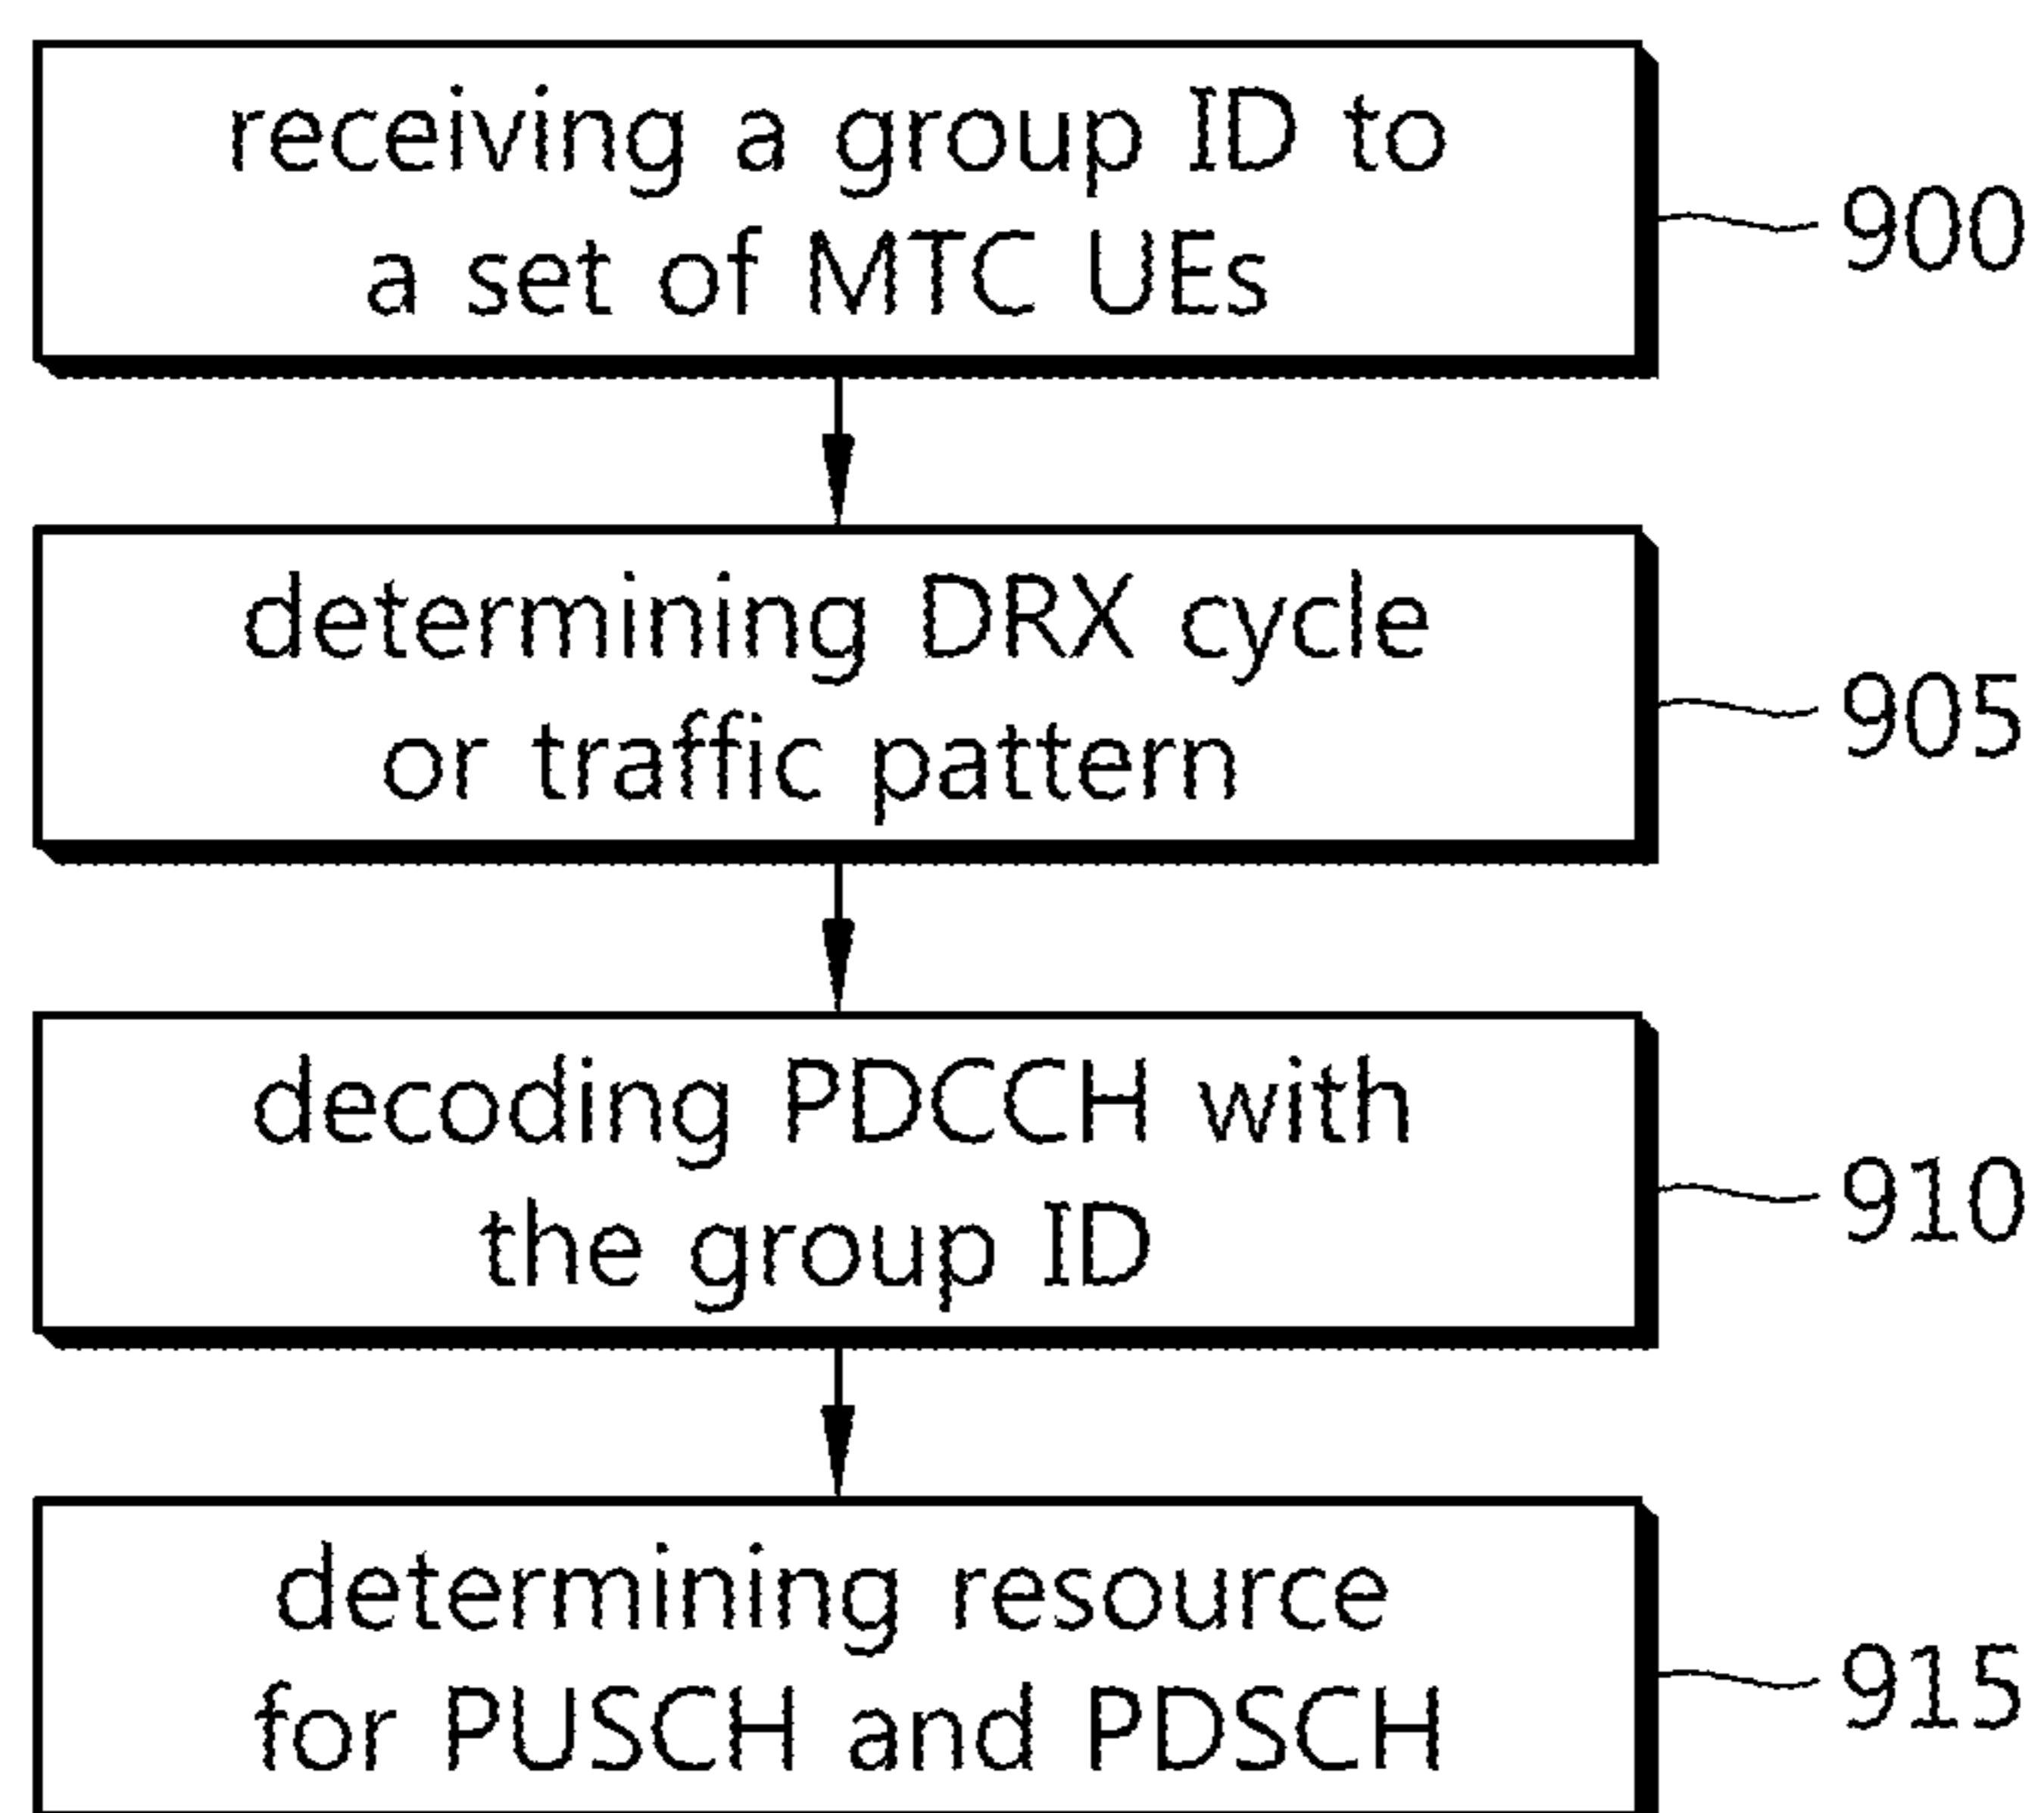 receiving a group ID to
a set of MTC UEs
900
determining DRX cycle
or traffic pattern
905
decoding PDCCH with
the group ID
910
determining resource
for PUSCH and PDSCH
915